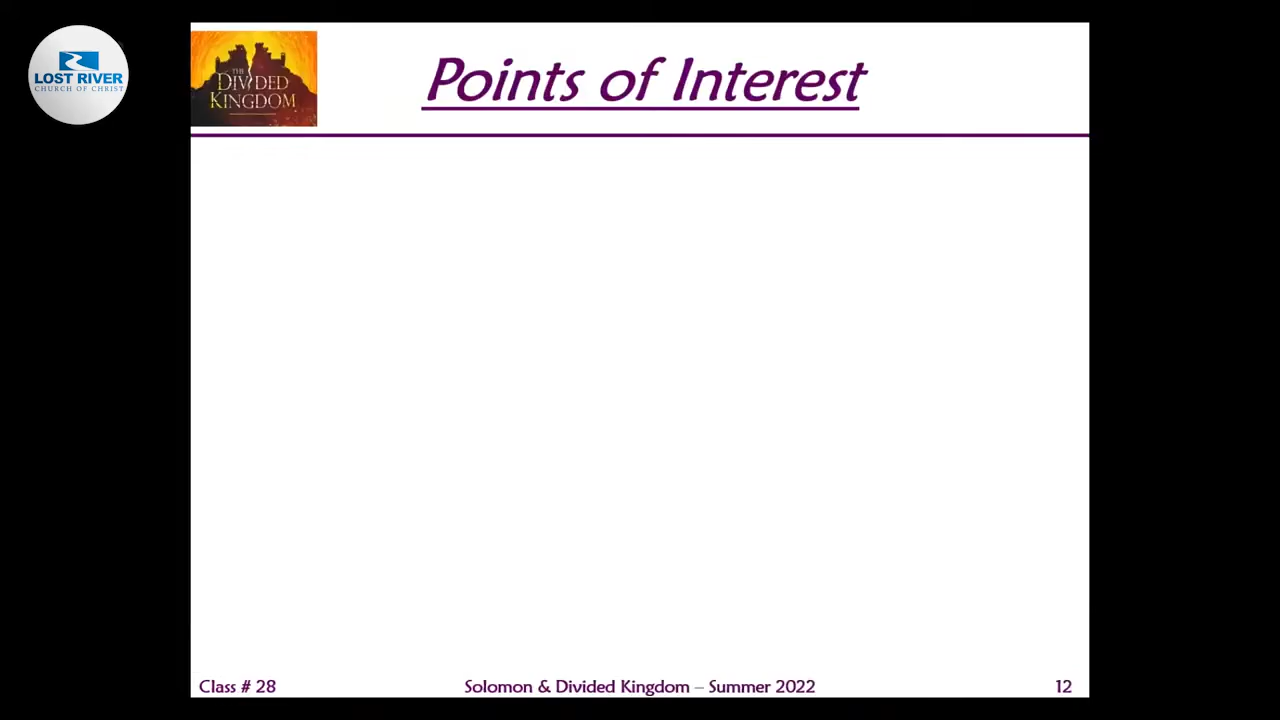 LOST RIVER
CHURCH OF CHRIST
THE
DIVIDED
KINGDOM
Points of Interest
Class # 28
Solomon & Divided Kingdom – Summer 2022
12